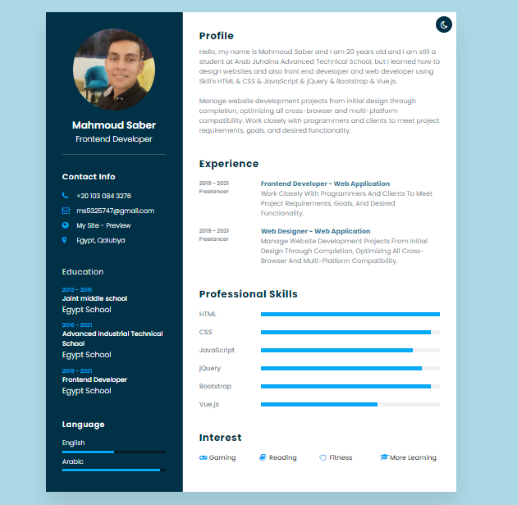 Mahmoud Saber
Frontend Developer
Contact Info
+20 103 084 3276
ms5325747@gmail.com
My Site - Preview
Egypt, Qalubya
Education
2013 - 2015
Joint middle school
Egypt School
2016 - 2021
Advanced Industrial Technical
School
Egypt School
2019 - 2021
Frontend Developer
Egypt School
Language
English
Arabic
Profile
Hello, my name is Mahmoud Saber and I am 20 years old and I am still a
student at Arab Juhaina Advanced Technical School, but I learned how to
design websites and also front end developer and web developer using
Skill's HTML & CSS & JavaScript & jQuery & Bootstrap & Vue.js.
Manage website development projects from initial design through
completion, optimizing all cross-browser and multi-platform
compatibility. Work closely with programmers and clients to meet project
requirements, goals, and desired functionality.
Experience
2019 - 2021
Freelancer
Frontend Developer - Web Application
Work Closely With Programmers And Clients To Meet
Project Requirements, Goals, And Desired
Functionality.
2019 - 2021
Freelancer
Web Designer - Web Application
Manage Website Development Projects From Initial
Design Through Completion, Optimizing All Cross-
Browser And Multi-Platform Compatibility.
Professional Skills
HTML
CSS
JavaScript
jQuery
Bootstrap
Vue.js
Interest
Gaming
Reading
Fitness
More Learning